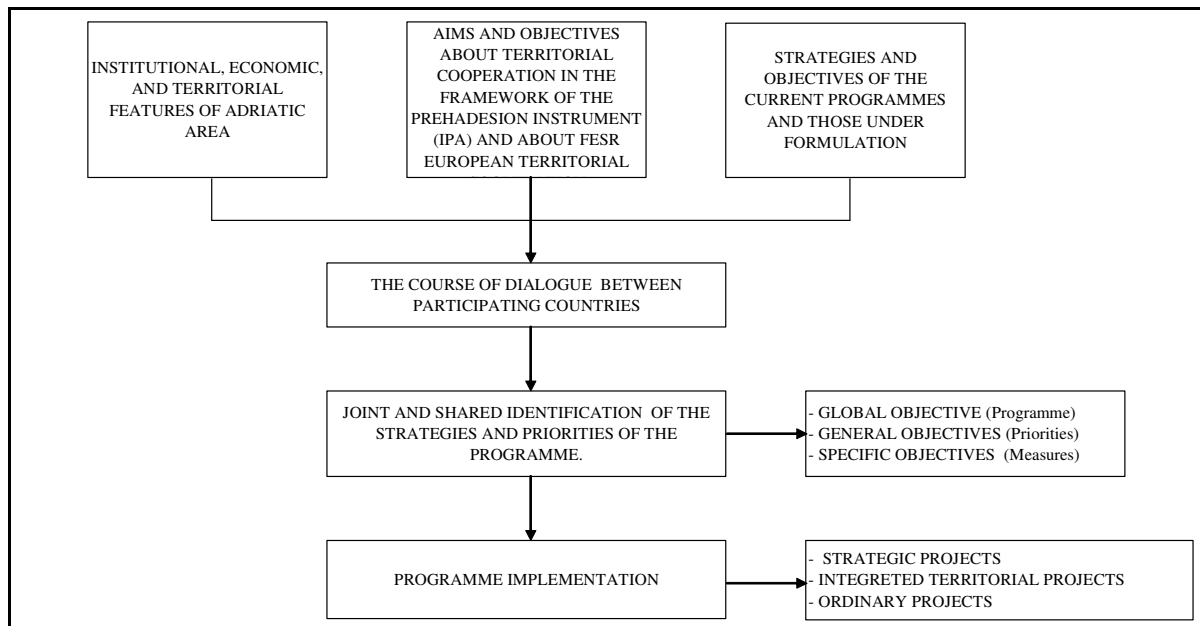 INSTITUTIONAL, ECONOMIC,
AND TERRITORIAL
FEATURES OF ADRIATIC
AREA
AIMS AND OBJECTIVES
ABOUT TERRITORIAL
COOPERATION IN THE
FRAMEWORK OF THE
PREHADESION INSTRUMENT
(IPA) AND ABOUT FESR
EUROPEAN TERRITORIAL
STRATEGIES AND
OBJECTIVES OF THE
CURRENT PROGRAMMES
AND THOSE UNDER
FORMULATION
THE COURSE OF DIALOGUE BETWEEN
PARTICIPATING COUNTRIES
JOINT AND SHARED IDENTIFICATION OF THE
STRATEGIES AND PRIORITIES OF THE
PROGRAMME.
- GLOBAL OBJECTIVE (Programme)
- GENERAL OBJECTIVES (Priorities)
- SPECIFIC OBJECTIVES (Measures)
PROGRAMME IMPLEMENTATION
- STRATEGIC PROJECTS
- INTEGRETED TERRITORIAL PROJECTS
- ORDINARY PROJECTS